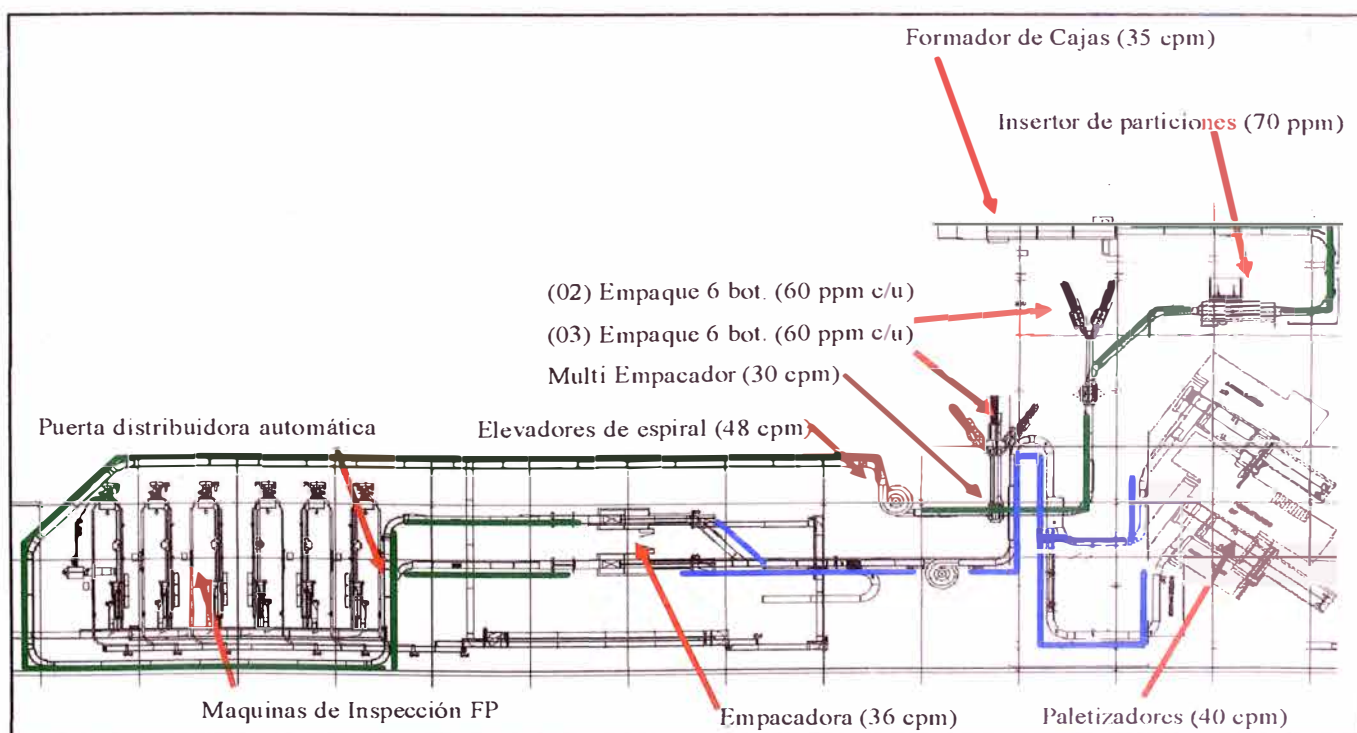 Formador de Cajas (35 cpm)
Insertor de particiones (70 ppm)
(02) Empaque 6 bot. (60 ppm c/u)
(03) Empaque 6 bot. (60 ppm c/u)
Multi Empacador (30 cpm)
Puerta distribuidora automática
Elevadores de espiral (48 cpm)
Maquinas de Inspección FP
Empacadora (36 cpm)
Paletizadores (40 cpm)